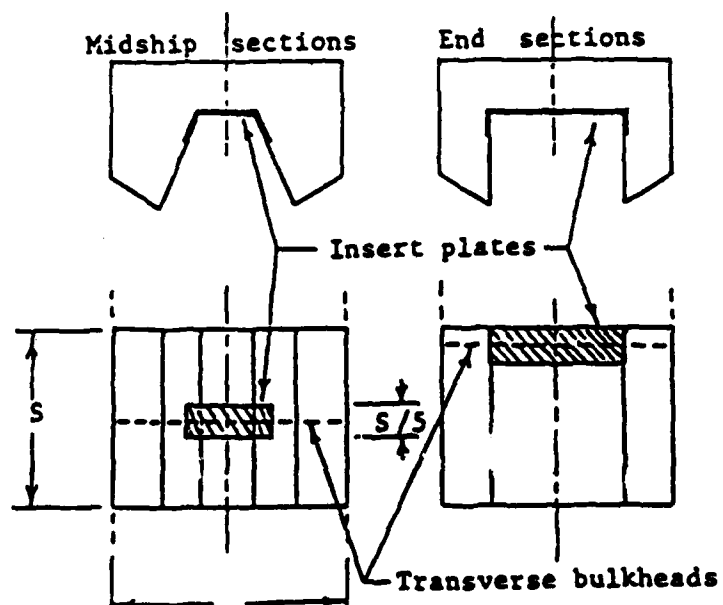 Midship sections
End sections
Insert plates
S
S/5
Transverse bulkheads